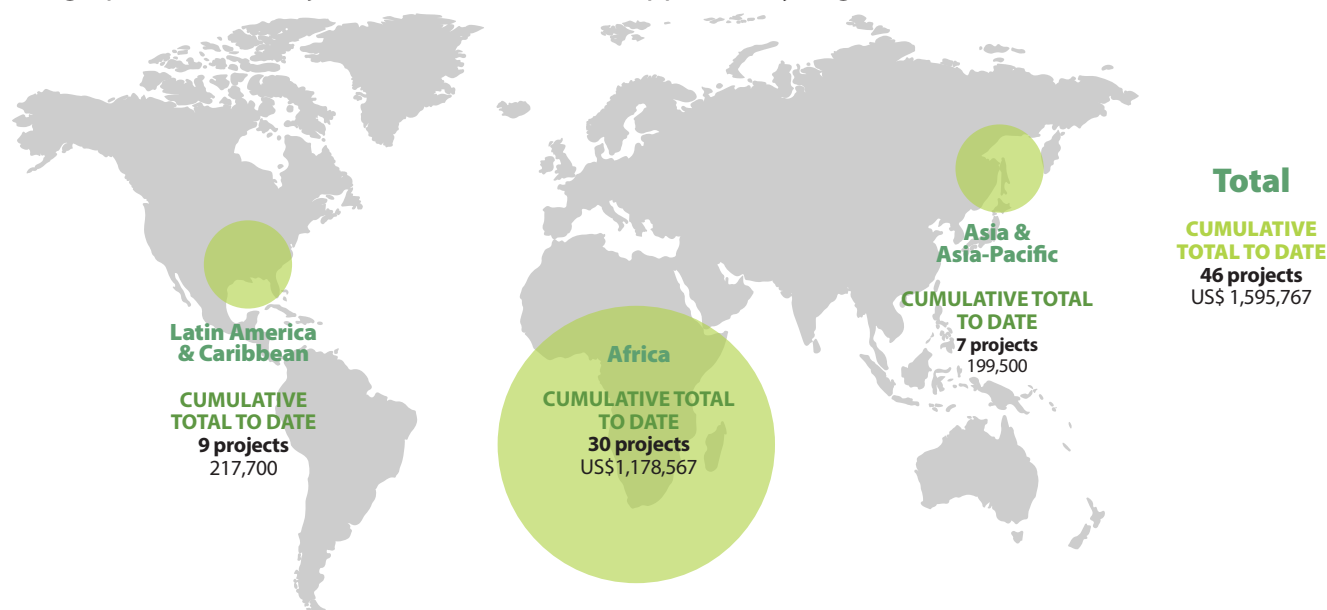 Latin America
& Caribbean
CUMULATIVE
TOTAL TO DATE
9 projects
217,700
Africa
CUMULATIVE TOTAL
TO DATE
30 projects
US$1,178,567
Asia &
Asia-Pacific
CUMULATIVE TOTAL
TO DATE
7 projects
199,500
Total
CUMULATIVE
TOTAL TO DATE
46 projects
US$ 1,595,767